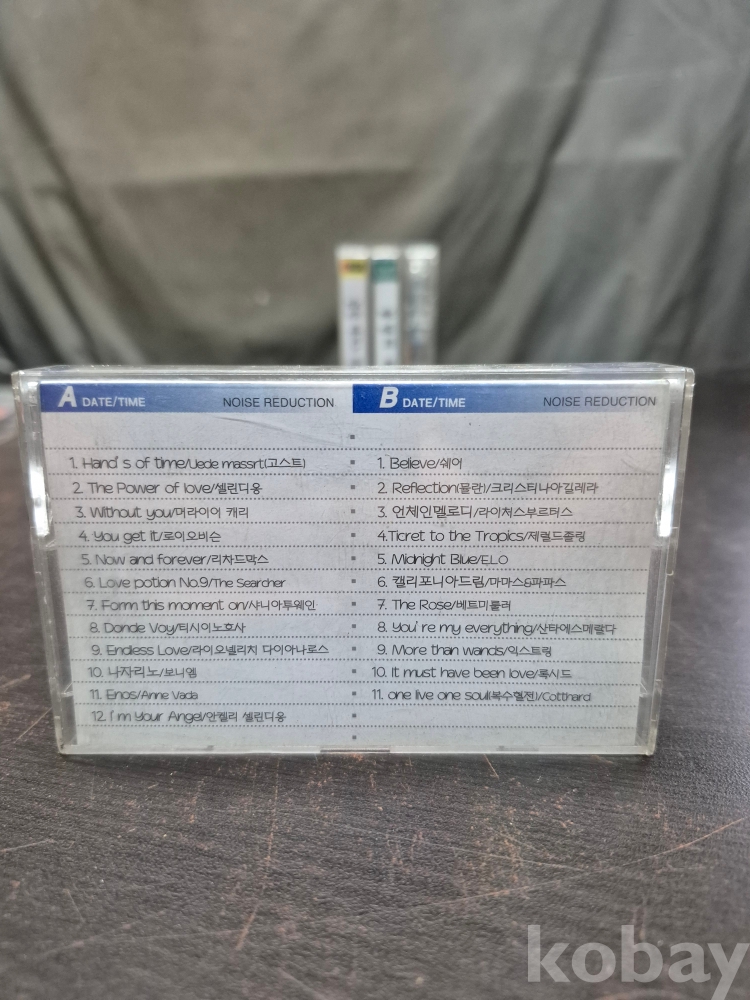 A DATE/TIME NOISE REDUCTION
1. Hand's of time/Uede massrt(고스트)
2. The Power of love/셀린디옹
3. Without you/머라이어 캐리
4. You get it/로이오비슨
5. Now and forever/리차드막스
6. Love potion No.9/The Searcher
7. Form this moment on/샤니아투웨인
8. Donde Voy/티시이노호사
9. Endless Love/라이오넬리치 다이아나로스
10. 나자리노/보니엠
11. Enos/Anne Vada
12. I'm Your Angel/안켈리 셀린디옹
B DATE/TIME NOISE REDUCTION
1. Believe/쉐어
2. Reflection(뮬란)/크리스티나아길레라
3. 언체인멜로디/라이쳐스부르터스
4.Ticret to the Tropics/제럴드졸링
5. Midnight Blue/ELO
6. 캘리포니아드림/마마스&파파스
7. The Rose/베트미들러
8. You're my everything/산타에스메랄다
9. More than wands/익스트림
10. It must have been love/록시드
11. one live one soul(복수혈전)/Cotthard
kobay